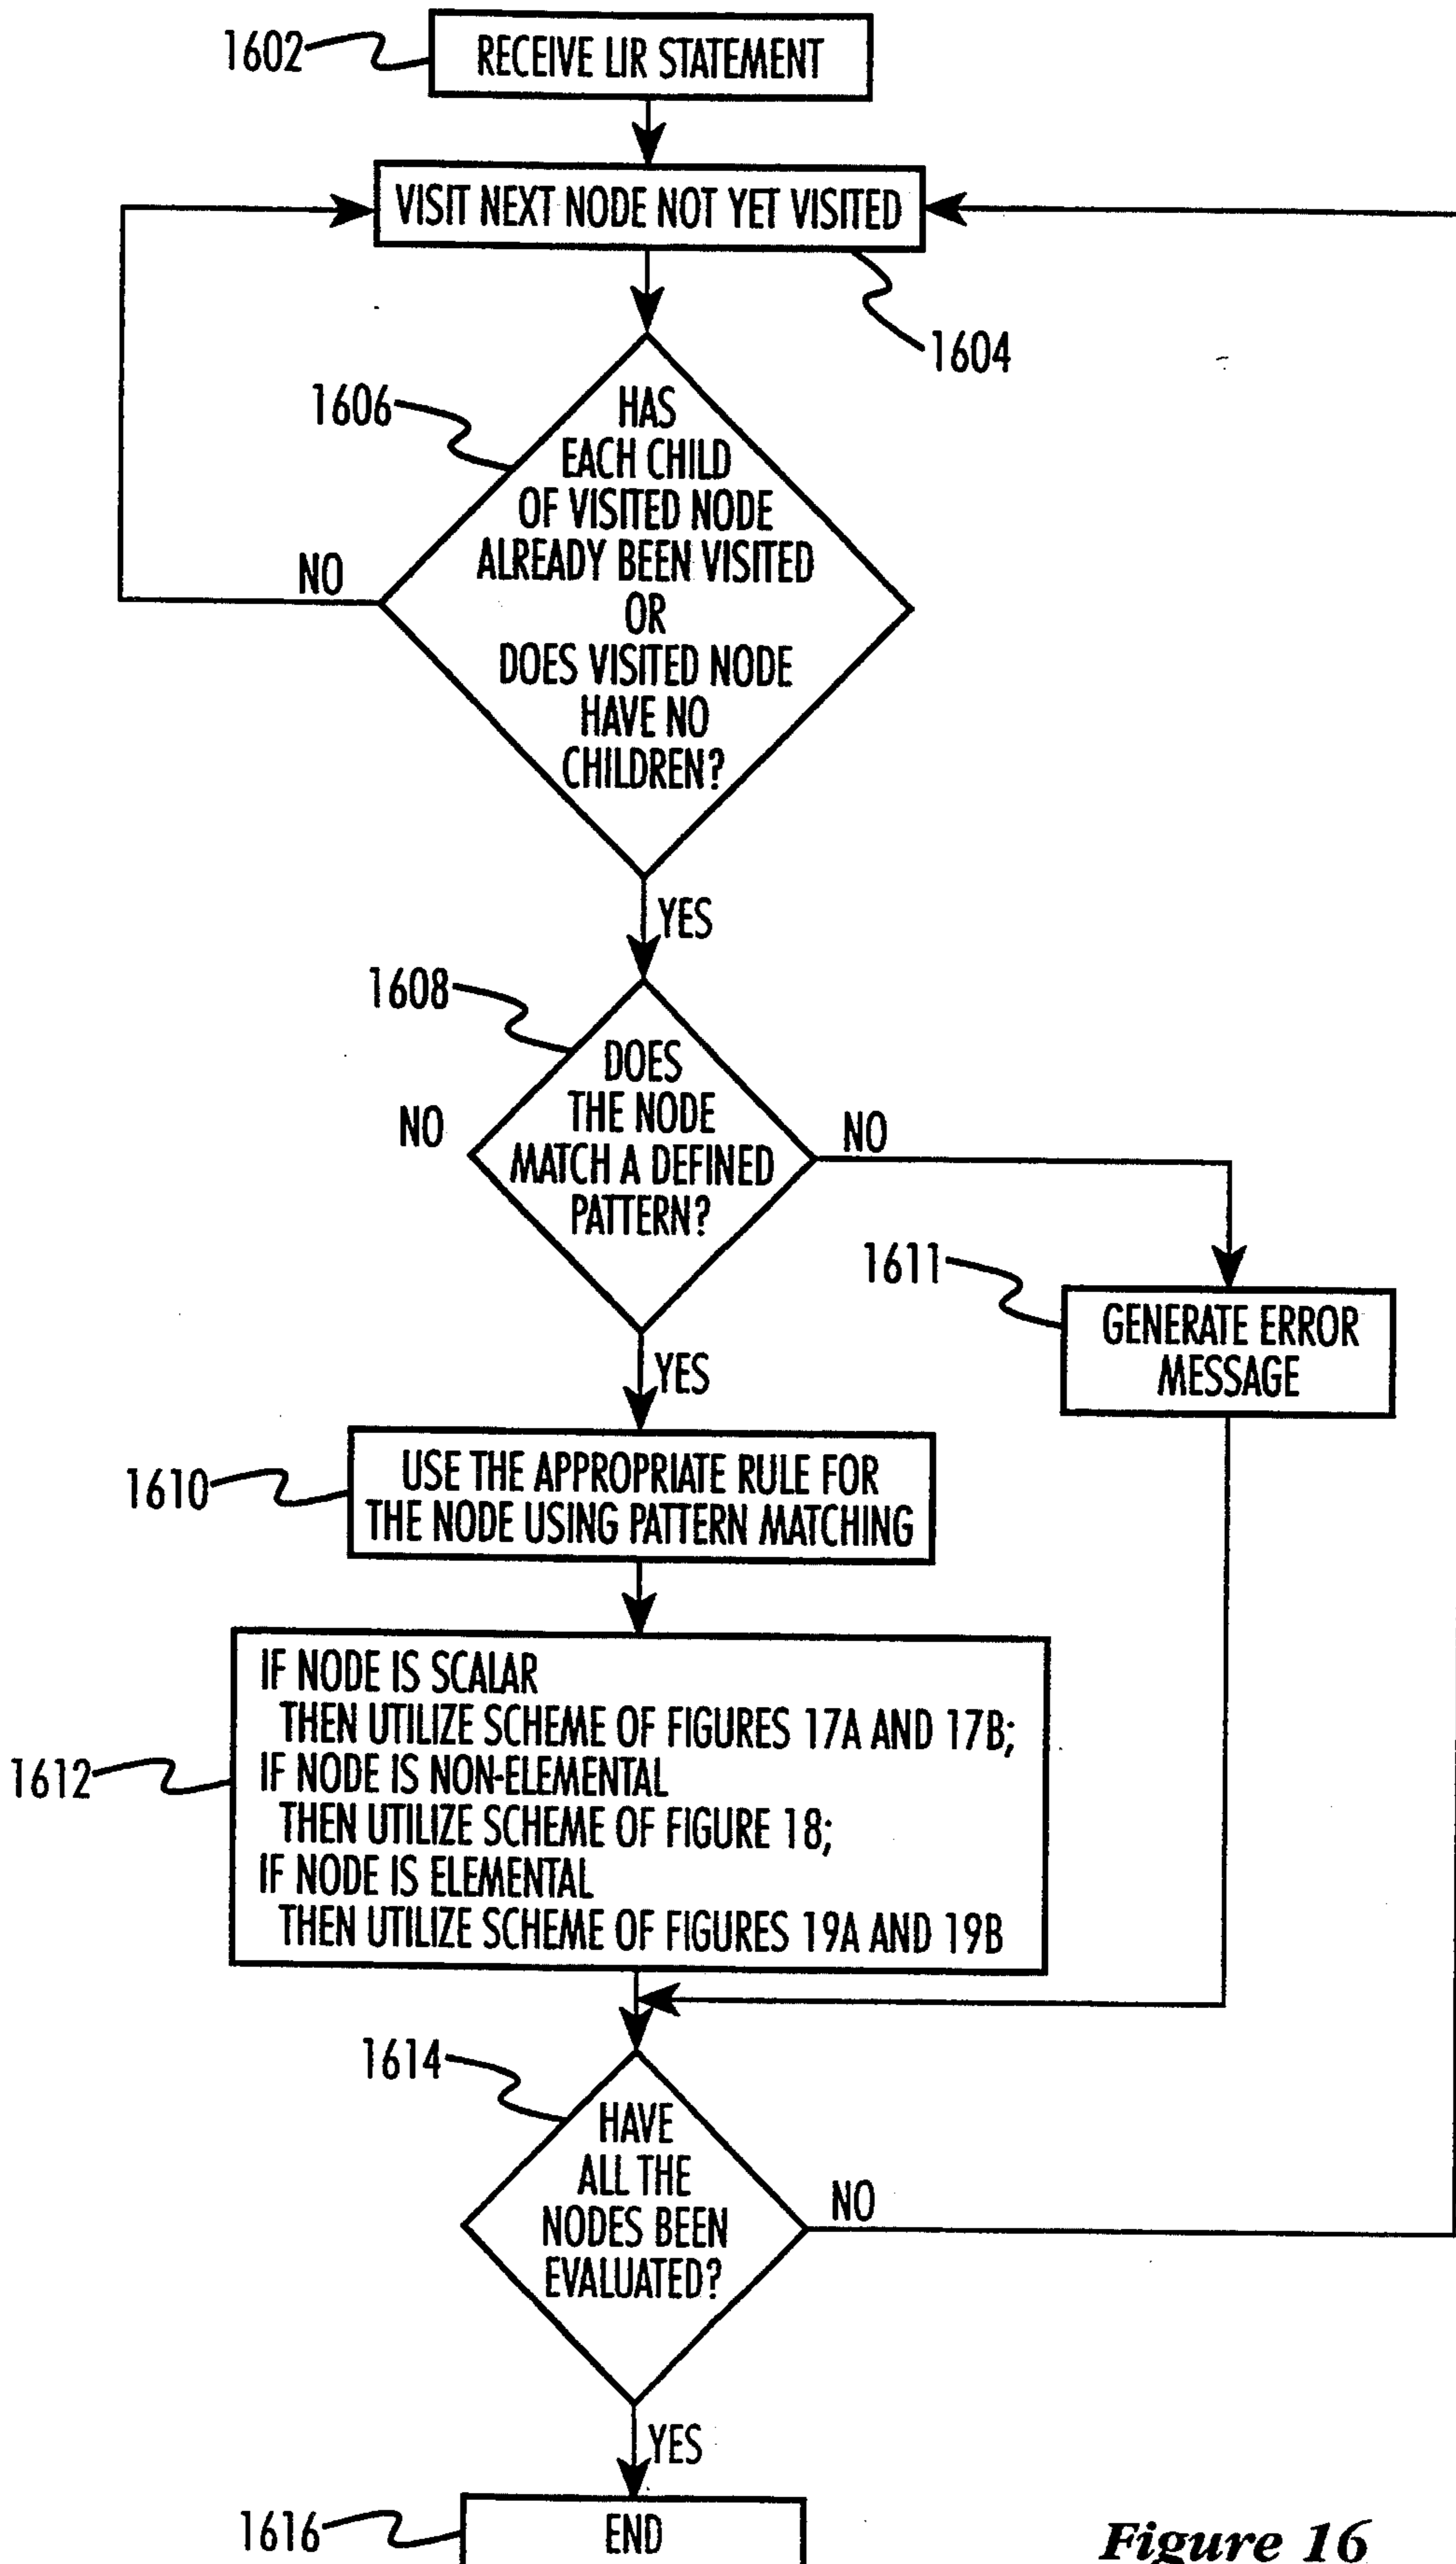 1602
RECEIVE LIR STATEMENT
VISIT NEXT NODE NOT YET VISITED
1604
1606
HAS
EACH CHILD
OF VISITED NODE
ALREADY BEEN VISITED
OR
DOES VISITED NODE
HAVE NO
CHILDREN?
NO
YES
1608
DOES
THE NODE
MATCH A DEFINED
PATTERN?
NO
NO
1611
GENERATE ERROR
MESSAGE
YES
1610
USE THE APPROPRIATE RULE FOR
THE NODE USING PATTERN MATCHING
1612
IF NODE IS SCALAR
THEN UTILIZE SCHEME OF FIGURES 17A AND 17B;
IF NODE IS NON-ELEMENTAL
THEN UTILIZE SCHEME OF FIGURE 18;
IF NODE IS ELEMENTAL
THEN UTILIZE SCHEME OF FIGURES 19A AND 19B
1614
HAVE
ALL THE
NODES BEEN
EVALUATED?
NO
YES
1616
END
Figure 16